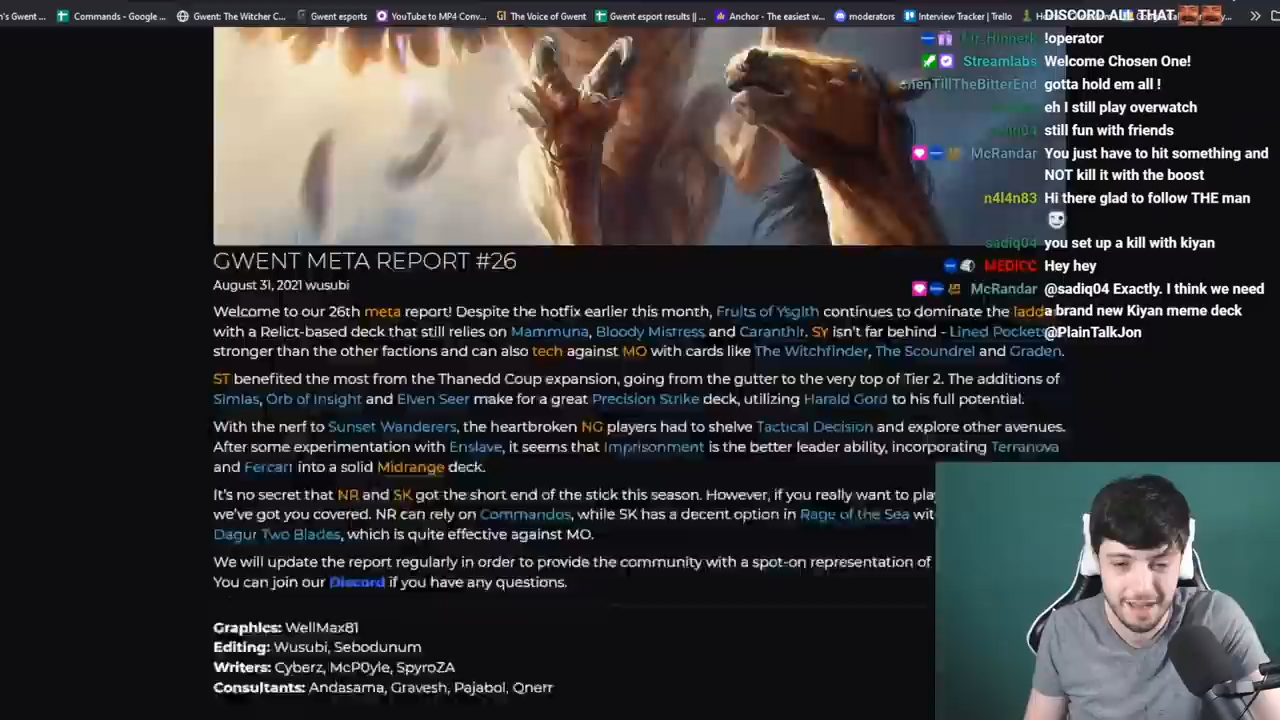 's Gwent ...
Commands - Google ...
Gwent: The Witcher C...
Gwent esports
YouTube to MP4 Conv...
The Voice of Gwent
Gwent esport results || ...
Anchor - The easiest w...
moderators
Interview Tracker | Trello
DISCORD ALL THAT
!operator
Streamlabs Welcome Chosen One!
henTillTheBitterEnd gotta hold em all !
eh I still play overwatch
sadiq04 still fun with friends
McRandar You just have to hit something and
NOT kill it with the boost
n4l4n83 Hi there glad to follow THE man
sadiq04 you set up a kill with kiyan
MEDICC Hey hey
McRandar @sadiq04 Exactly. I think we need
a brand new Kiyan meme deck
@PlainTalkJon
GWENT META REPORT #26
August 31, 2021 wusubi
Welcome to our 26th meta report! Despite the hotfix earlier this month, Fruits of Ysgith continues to dominate the ladd
with a Relict-based deck that still relies on Mammuna, Bloody Mistress and Caranthir. SY isn't far behind - Lined Pockets
stronger than the other factions and can also tech against MO with cards like The Witchfinder, The Scoundrel and Graden.
ST benefited the most from the Thanedd Coup expansion, going from the gutter to the very top of Tier 2. The additions of
Simlas, Orb of Insight and Elven Seer make for a great Precision Strike deck, utilizing Harald Gord to his full potential.
With the nerf to Sunset Wanderers, the heartbroken NG players had to shelve Tactical Decision and explore other avenues.
After some experimentation with Enslave, it seems that Imprisonment is the better leader ability, incorporating Terranova
and Fercart into a solid Midrange deck.
It's no secret that NR and SK got the short end of the stick this season. However, if you really want to play
we've got you covered. NR can rely on Commandos, while SK has a decent option in Rage of the Sea wit
Dagur Two Blades, which is quite effective against MO.
We will update the report regularly in order to provide the community with a spot-on representation of
You can join our Discord if you have any questions.
Graphics: WellMax81
Editing: Wusubi, Sebodunum
Writers: Cyberz, McP0yle, SpyroZA
Consultants: Andasama, Gravesh, Pajabol, Qnerr